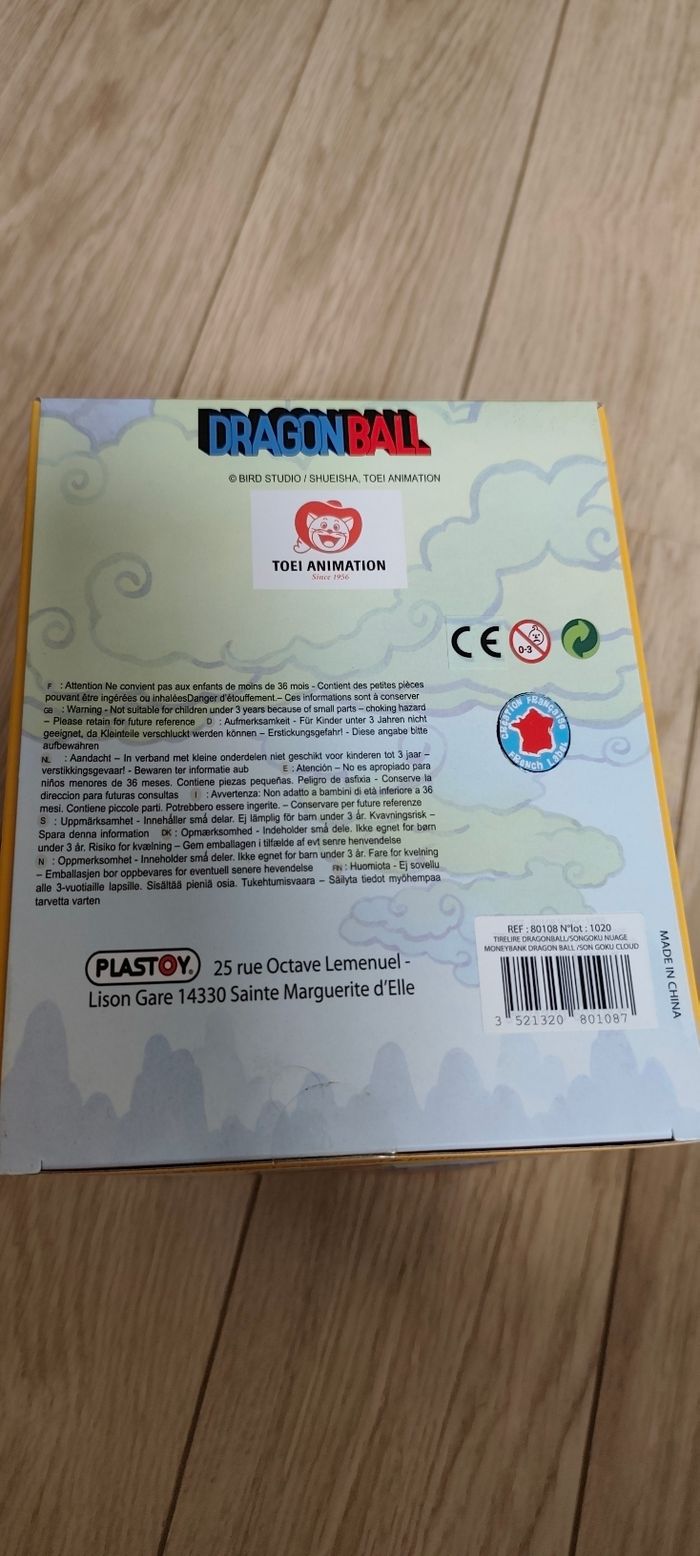 DRAGON BALL
© BIRD STUDIO / SHUEISHA, TOEI ANIMATION
TOEI ANIMATION
Since 1956
CE
0-3
CRÉATION FRANÇAISE
FRENCH LABEL
F : Attention Ne convient pas aux enfants de moins de 36 mois - Contient des petites pièces
pouvant être ingérées ou inhaléesDanger d'étouffement.– Ces informations sont à conserver
GB : Warning - Not suitable for children under 3 years because of small parts – choking hazard
– Please retain for future reference D : Aufmerksamkeit - Für Kinder unter 3 Jahren nicht
geeignet, da Kleinteile verschluckt werden können – Erstickungsgefahr! - Diese angabe bitte
aufbewahren
NL : Aandacht – In verband met kleine onderdelen niet geschikt voor kinderen tot 3 jaar –
verstikkingsgevaar! - Bewaren ter informatie aub E : Atención – No es apropiado para
niños menores de 36 meses. Contiene piezas pequeñas. Peligro de asfixia - Conserve la
direccion para futuras consultas I : Avvertenza: Non adatto a bambini di età inferiore a 36
mesi. Contiene piccole parti. Potrebbero essere ingerite. – Conservare per future referenze
S : Uppmärksamhet - Innehåller små delar. Ej lämplig för barn under 3 år. Kvavningsrisk –
Spara denna information DK : Opmærksomhed - Indeholder små dele. Ikke egnet for børn
under 3 år. Risiko for kvælning – Gem emballagen i tilfælde af evt senre henvendelse
N : Oppmerksomhet - Inneholder små deler. Ikke egnet for barn under 3 år. Fare for kvelning
– Emballasjen bor oppbevares for eventuell senere hevendelse FIN : Huomiota - Ej sovellu
alle 3-vuotiaille lapsille. Sisältää pieniä osia. Tukehtumisvaara – Säilyta tiedot myöhempaa
tarvetta varten
PLASTOY® 25 rue Octave Lemenuel -
Lison Gare 14330 Sainte Marguerite d'Elle
REF : 80108 N°lot : 1020
TIRELIRE DRAGONBALL/SONGOKU NUAGE
MONEYBANK DRAGON BALL /SON GOKU CLOUD
3 521320 801087
MADE IN CHINA